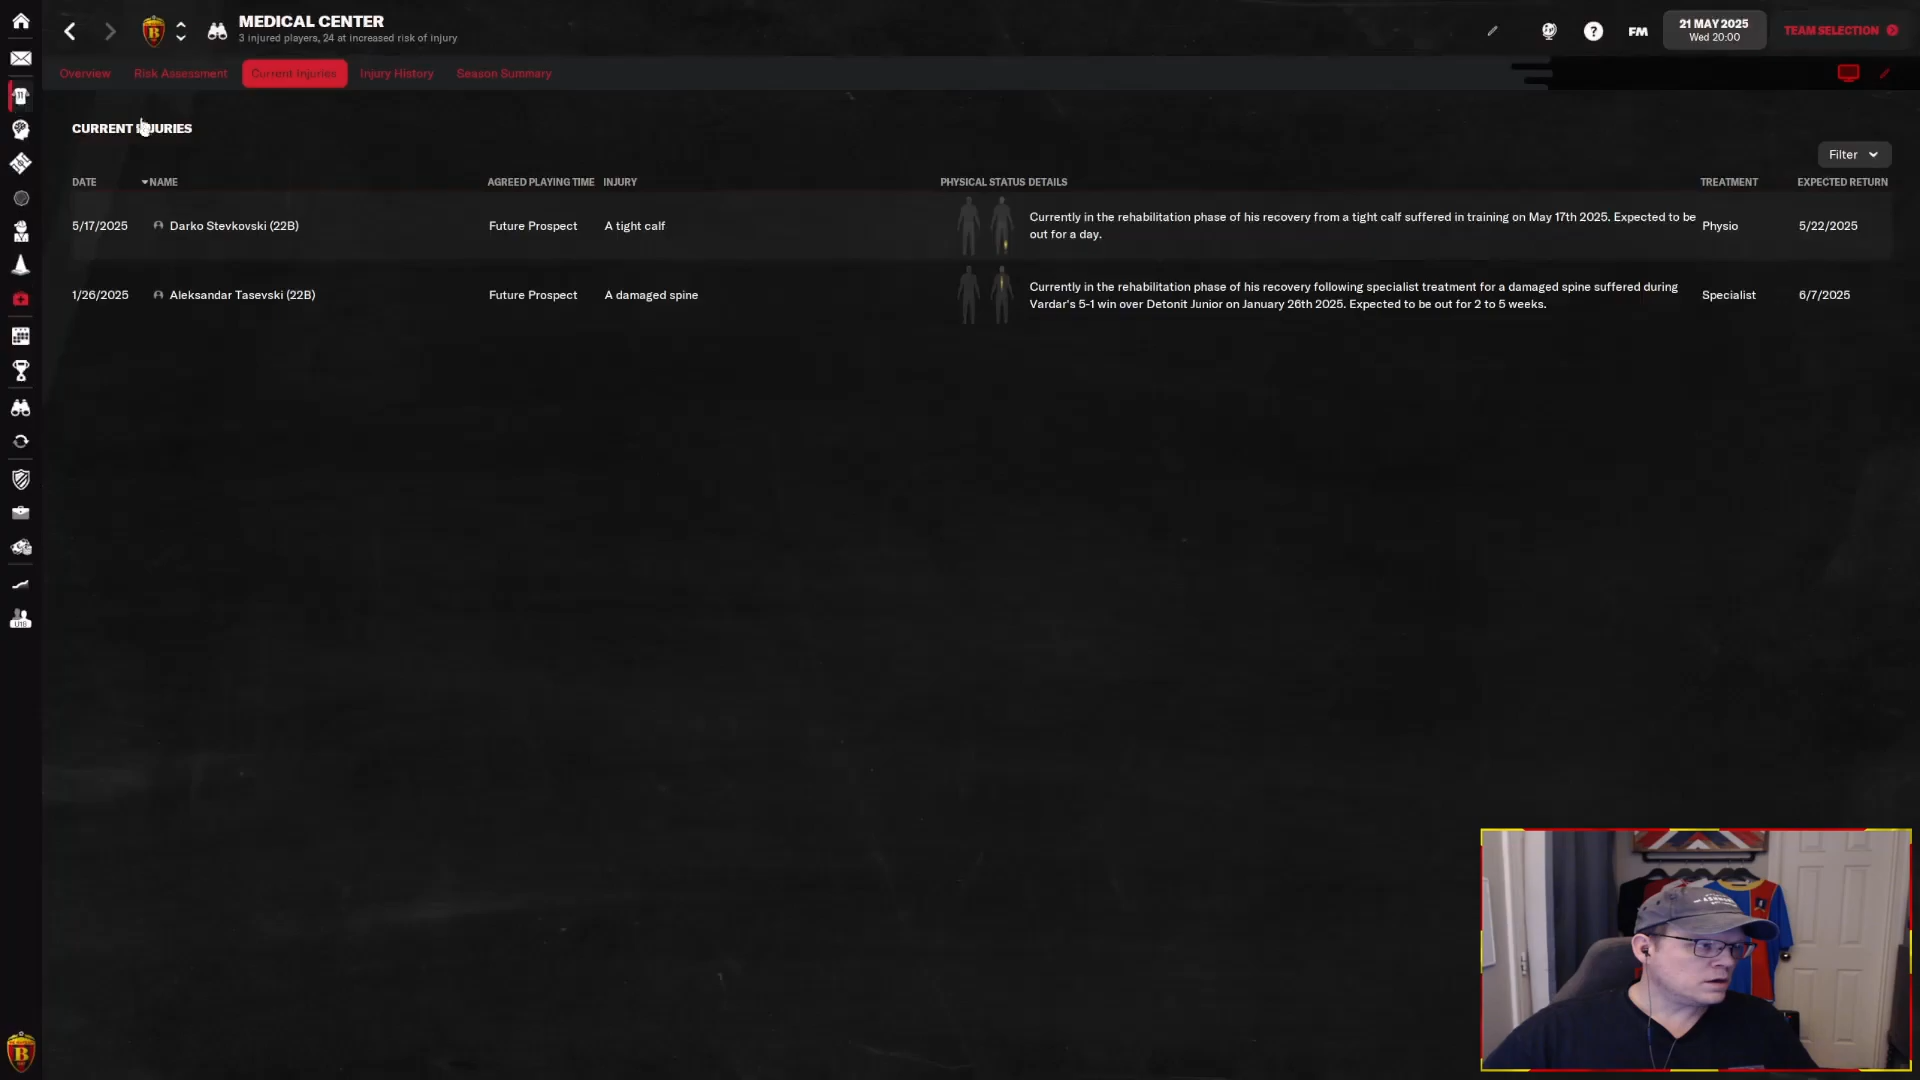 MEDICAL CENTER
3 injured players, 24 at increased risk of injury
FM
21 MAY 2025
Wed 20:00
TEAM SELECTION
Overview
Risk Assessment
Current Injuries
Injury History
Season Summary
CURRENT INJURIES
Filter
DATE
NAME
AGREED PLAYING TIME
INJURY
PHYSICAL STATUS DETAILS
TREATMENT
EXPECTED RETURN
5/17/2025
Darko Stevkovski (22B)
Future Prospect
A tight calf
Currently in the rehabilitation phase of his recovery from a tight calf suffered in training on May 17th 2025. Expected to be
out for a day.
Physio
5/22/2025
1/26/2025
Aleksandar Tasevski (22B)
Future Prospect
A damaged spine
Currently in the rehabilitation phase of his recovery following specialist treatment for a damaged spine suffered during
Vardar's 5-1 win over Detonit Junior on January 26th 2025. Expected to be out for 2 to 5 weeks.
Specialist
6/7/2025
11
U18
B
B